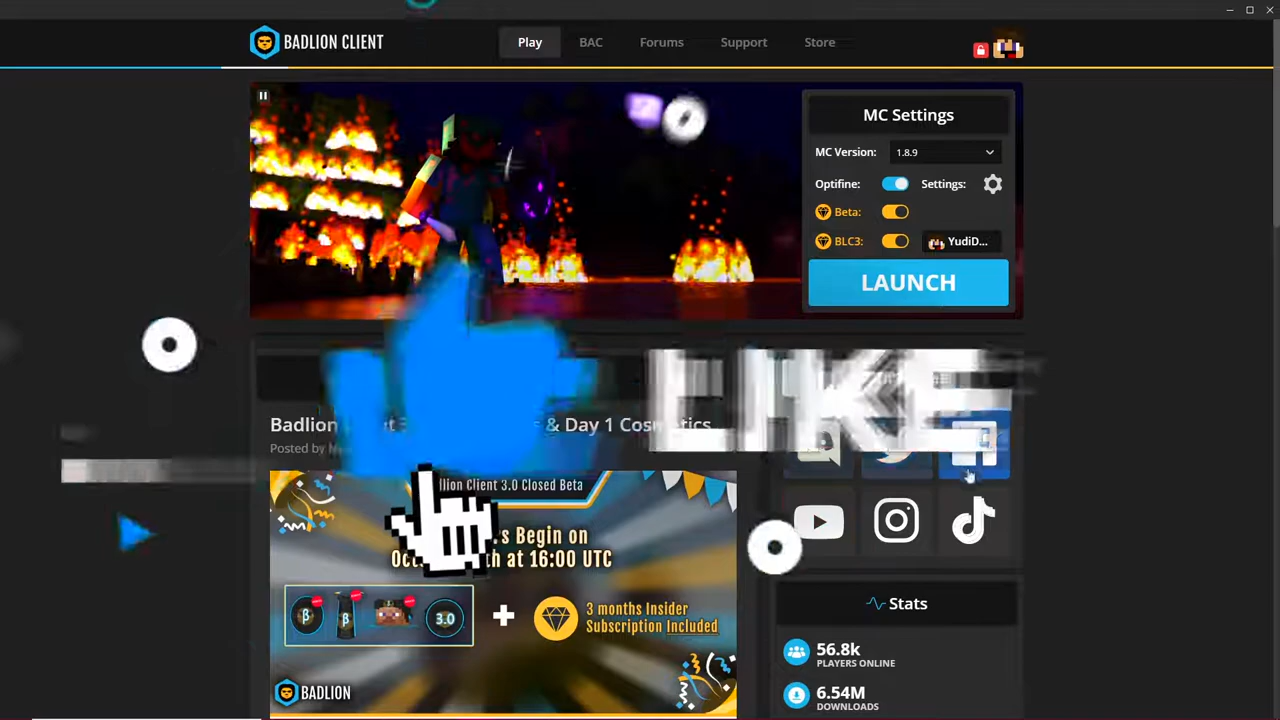 BADLION CLIENT
Play
BAC
Forums
Support
Store
MC Settings
MC Version:
1.8.9
Optifine:
Settings:
Beta:
BLC3:
YudiD...
LAUNCH
LIKE
Badlion
& Day 1 Cosmetics
Posted by
Client 3.0 Closed Beta
Begin on
at 16:00 UTC
β
β
3.0
+
3 months Insider
Subscription Included
BADLION
Stats
56.8k
PLAYERS ONLINE
6.54M
DOWNLOADS